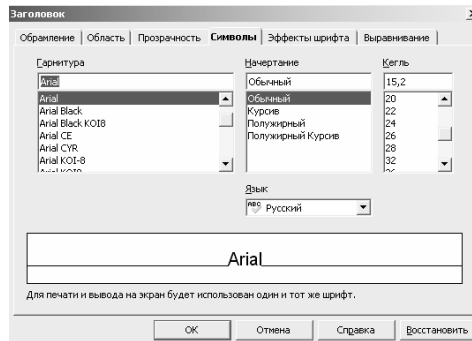 Заголовок
Обрамление Область Прозрачность Символы Эффекты шрифта Выравнивание
Гарнитура Начертание Кегль
Arial Обычный 15,2
Arial Обычный 20
Arial Black Курсив 22
Arial Black KOI8 Полужирный 24
Arial CE Полужирный Курсив 26
Arial CYR 28
Arial KOI-8 32
Язык
ABC Русский
Arial
Для печати и вывода на экран будет использован один и тот же шрифт.
OK Отмена Справка Восстановить